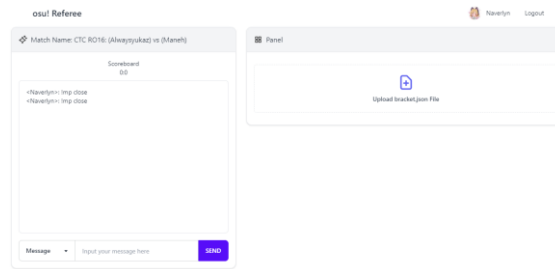 osu! Referee
Naverlyn
Logout
Match Name: CTC RO16: (Alwaysyukaz) vs (Maneh)
Scoreboard
0:0
<Naverlyn>: !mp close
<Naverlyn>: !mp close
Message
Input your message here
SEND
Panel
Upload bracket.json File